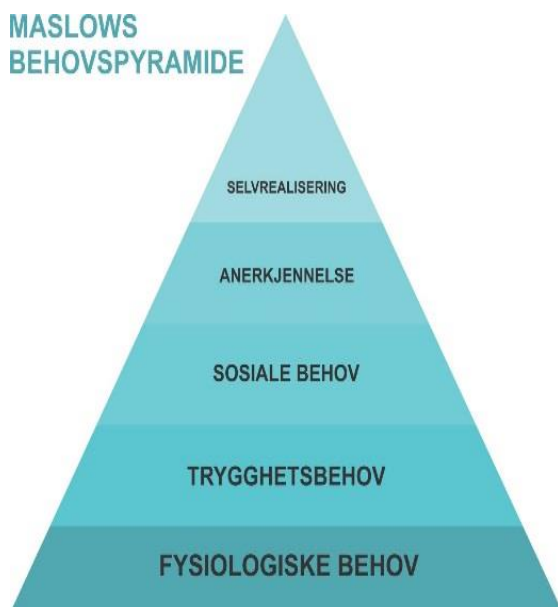 MASLOWS
BEHOVSPYRAMIDE
SELVREALISERING
ANERKJENNELSE
SOSIALE BEHOV
TRYGGHETSBEHOV
FYSIOLOGISKE BEHOV